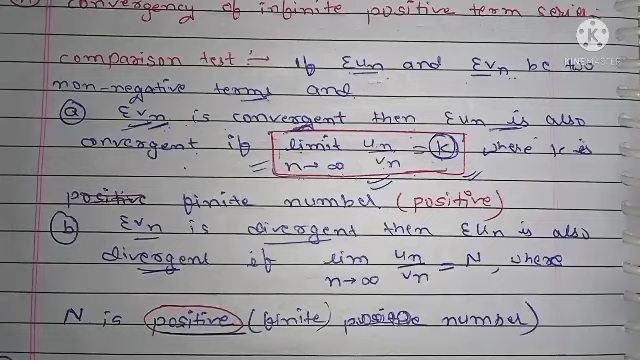 convergency of infinite positive term series.
comparison test :- If Σun and Σvn be two
non-negative terms and
(a) Σvn is convergent then Σun is also
convergent if limit n→∞ un/vn = K where k is
positive finite number (positive)
(b) Σvn is divergent then Σun is also
divergent if lim n→∞ un/vn = N, where
N is positive (finite) number)
KINEMASTER